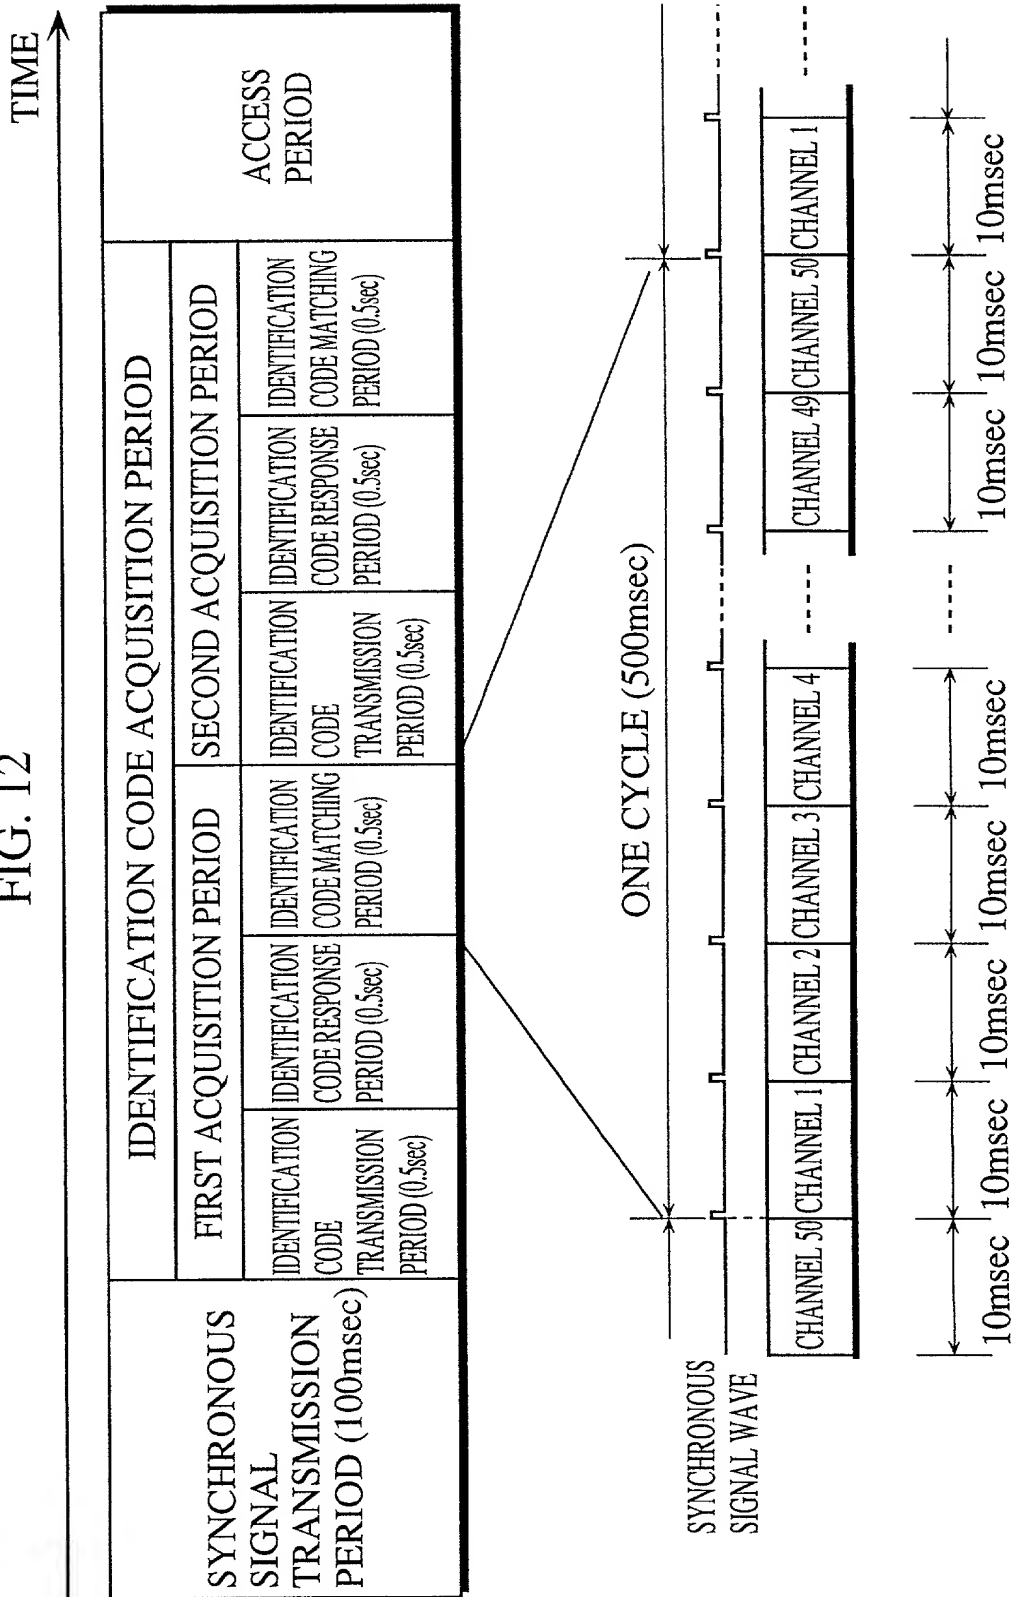 FIG. 12
TIME
SYNCHRONOUS
SIGNAL
TRANSMISSION
PERIOD (100msec)
IDENTIFICATION CODE ACQUISITION PERIOD
FIRST ACQUISITION PERIOD
SECOND ACQUISITION PERIOD
IDENTIFICATION
CODE
TRANSMISSION
PERIOD (0.5sec)
IDENTIFICATION
CODE RESPONSE
PERIOD (0.5sec)
IDENTIFICATION
CODE MATCHING
PERIOD (0.5sec)
IDENTIFICATION
CODE
TRANSMISSION
PERIOD (0.5sec)
IDENTIFICATION
CODE RESPONSE
PERIOD (0.5sec)
IDENTIFICATION
CODE MATCHING
PERIOD (0.5sec)
ACCESS
PERIOD
ONE CYCLE (500msec)
SYNCHRONOUS
SIGNAL WAVE
CHANNEL 50
CHANNEL 1
CHANNEL 2
CHANNEL 3
CHANNEL 4
CHANNEL 49
CHANNEL 50
CHANNEL 1
10msec
10msec
10msec
10msec
10msec
10msec
10msec
10msec